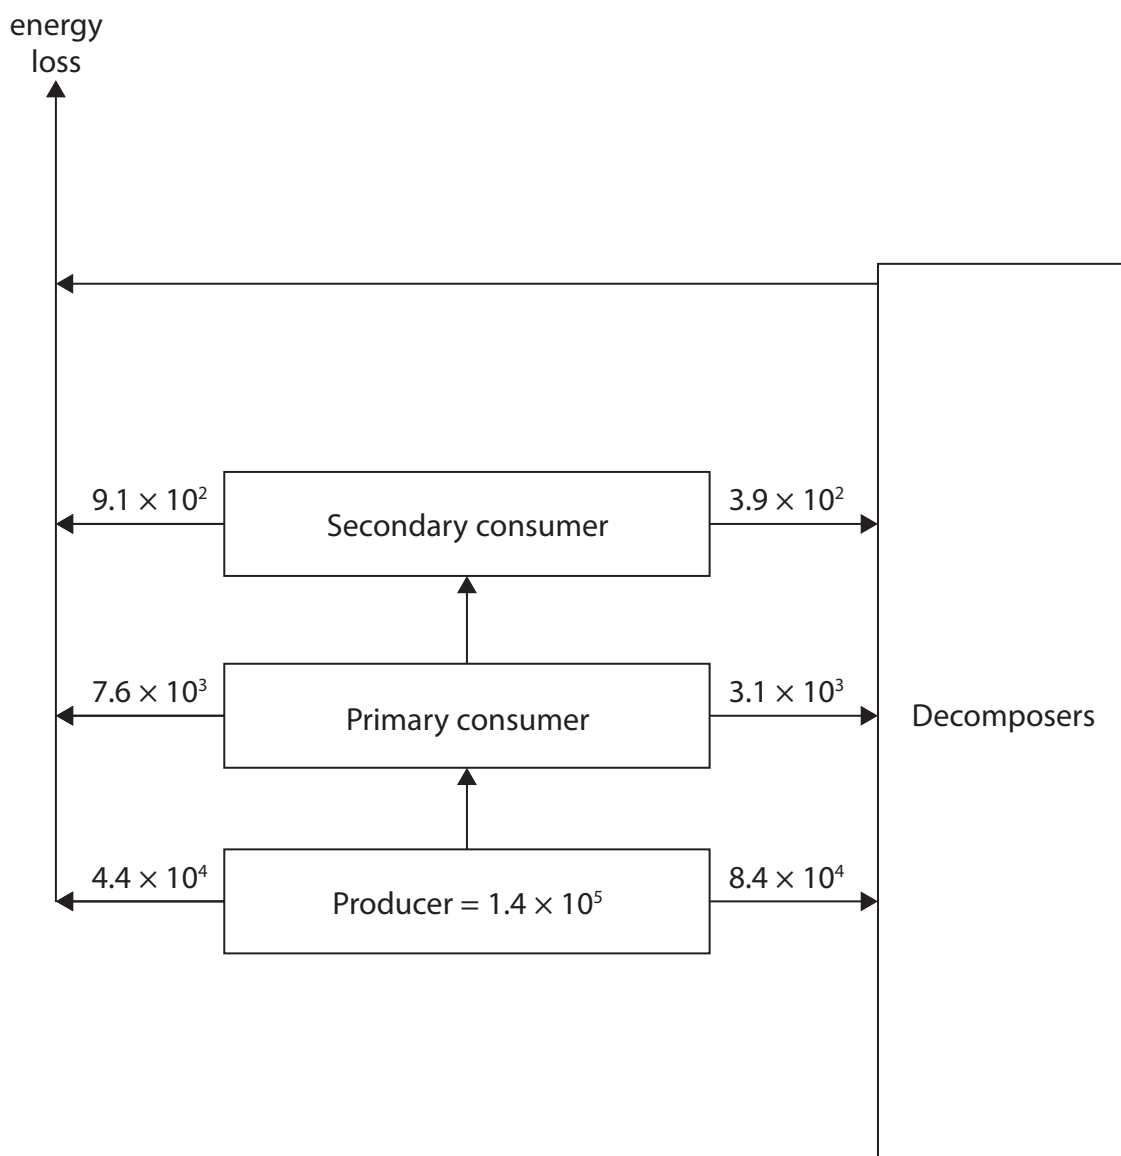 energy
loss
9.1 × 10²
Secondary consumer
3.9 × 10²
7.6 × 10³
Primary consumer
3.1 × 10³
Decomposers
4.4 × 10⁴
Producer = 1.4 × 10⁵
8.4 × 10⁴